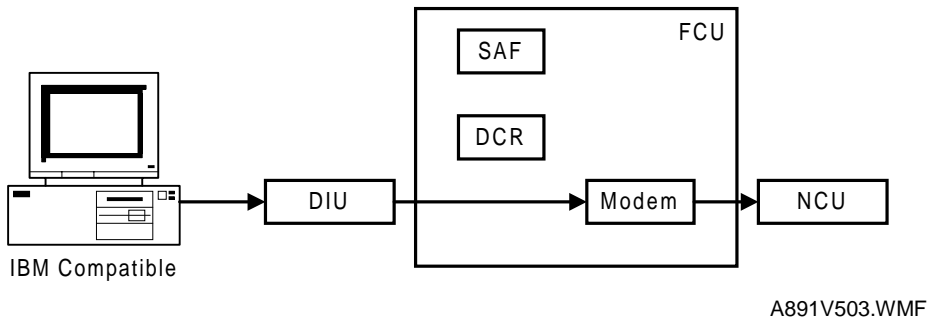 FCU
SAF
DCR
DIU
Modem
NCU
IBM Compatible
A891V503.WMF